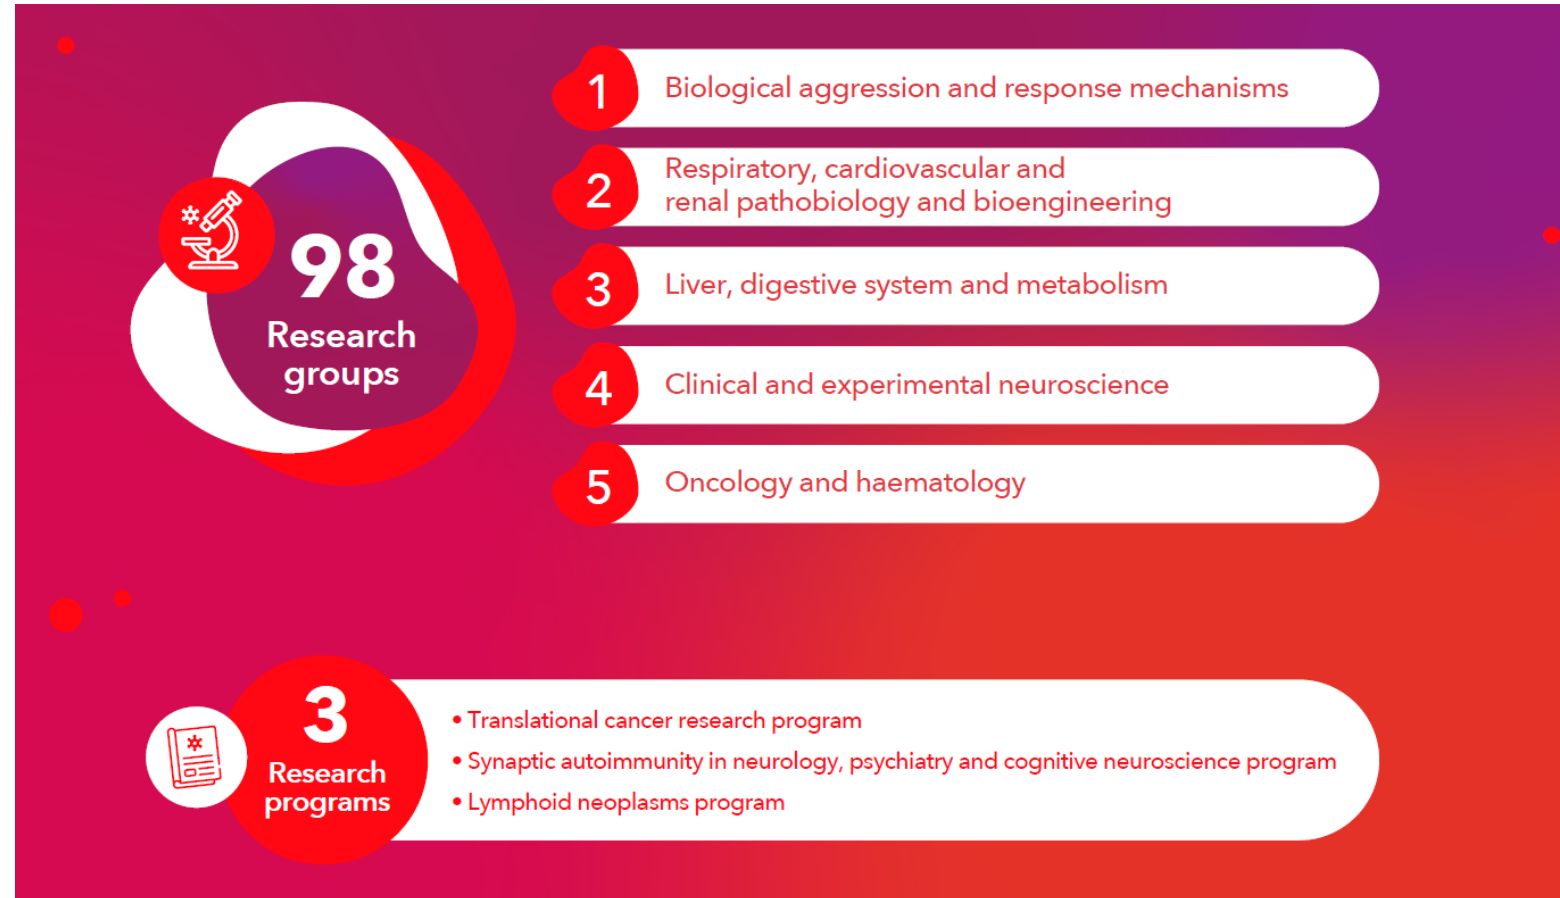 98
Research
groups
1
Biological aggression and response mechanisms
2
Respiratory, cardiovascular and
renal pathobiology and bioengineering
3
Liver, digestive system and metabolism
4
Clinical and experimental neuroscience
5
Oncology and haematology
3
Research
programs
• Translational cancer research program
• Synaptic autoimmunity in neurology, psychiatry and cognitive neuroscience program
• Lymphoid neoplasms program